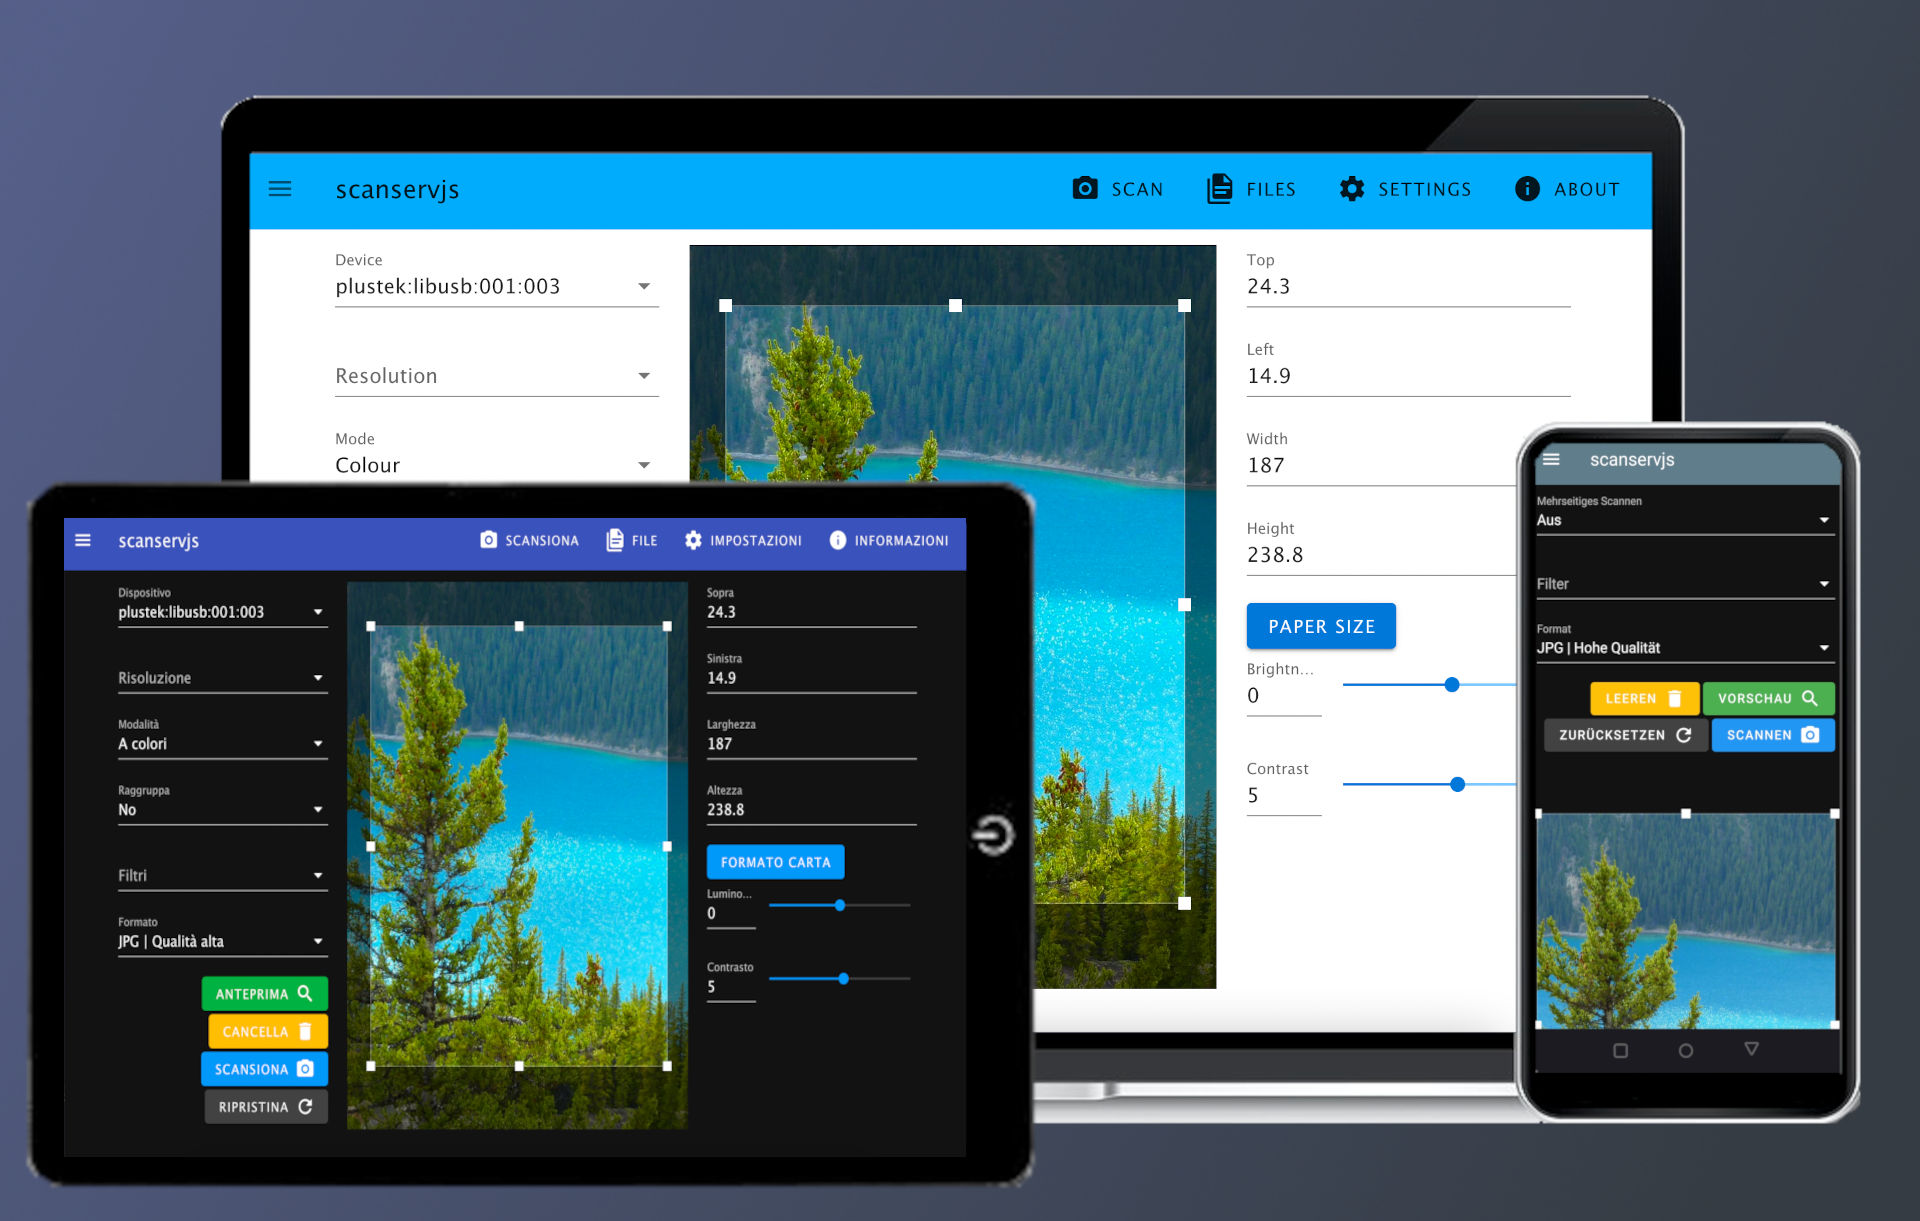 scanservjs
SCAN
FILES
SETTINGS
ABOUT
Device
plustek:libusb:001:003
Resolution
Mode
Colour
Top
24.3
Left
14.9
Width
187
Height
238.8
PAPER SIZE
Brightn...
0
Contrast
5
scanservjs
SCANSIONA
FILE
IMPOSTAZIONI
INFORMAZIONI
Dispositivo
plustek:libusb:001:003
Risoluzione
Modalità
A colori
Raggruppa
No
Filtri
Formato
JPG | Qualità alta
ANTEPRIMA
CANCELLA
SCANSIONA
RIPRISTINA
Sopra
24.3
Sinistra
14.9
Larghezza
187
Altezza
238.8
FORMATO CARTA
Lumino...
0
Contrasto
5
scanservjs
Mehrseitiges Scannen
Aus
Filter
Format
JPG | Hohe Qualität
LEEREN
VORSCHAU
ZURÜCKSETZEN
SCANNEN